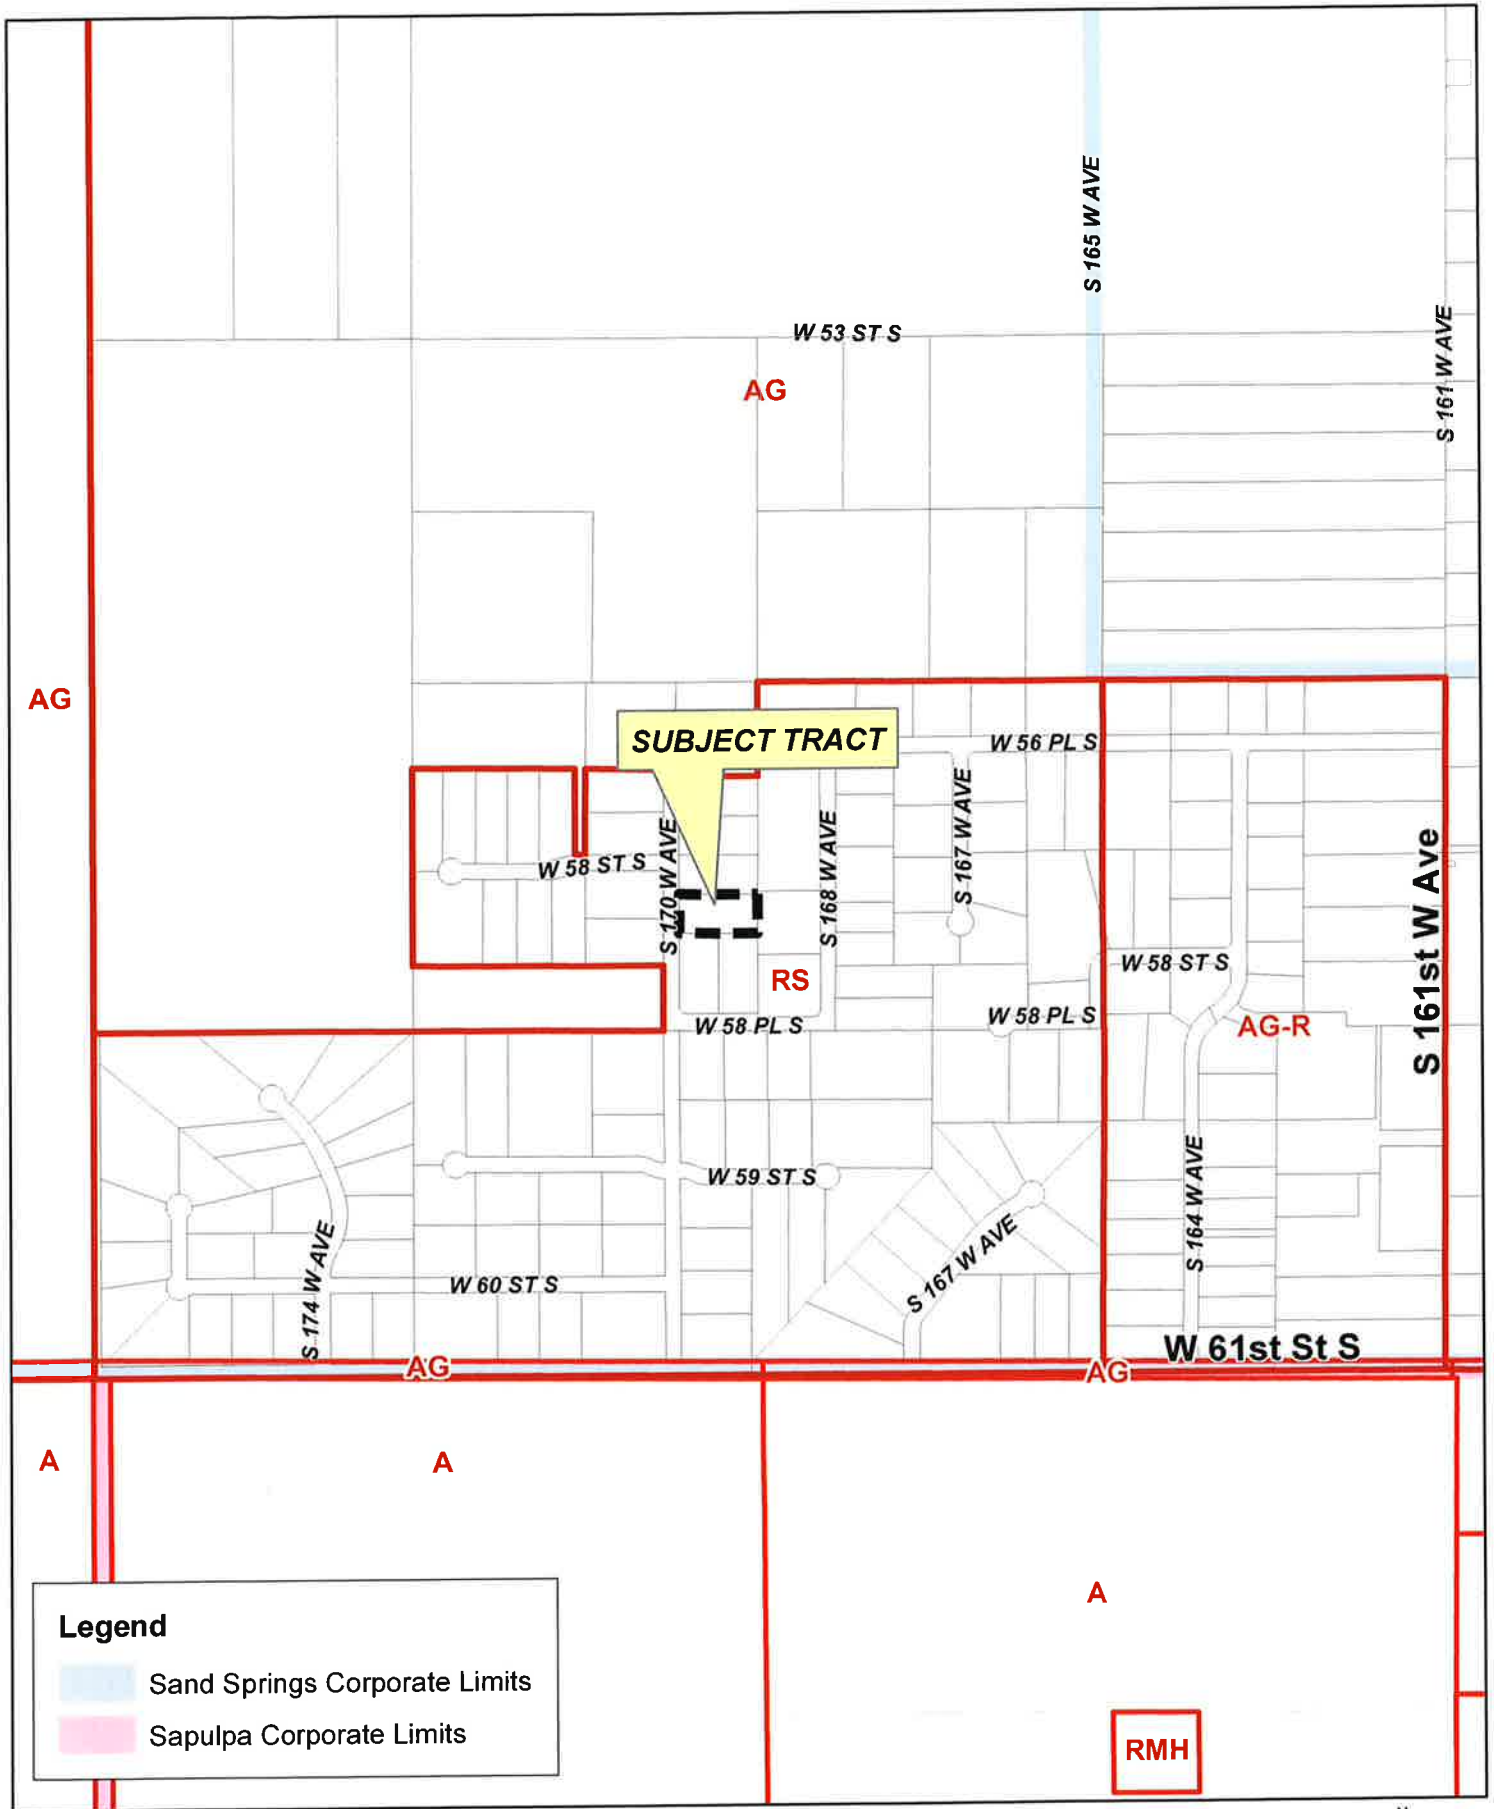 S 165 W AVE
W 53 ST S
S 161 W AVE
AG
AG
SUBJECT TRACT
W 56 PL S
S 167 W AVE
S 170 W AVE
S 168 W AVE
W 58 ST S
S 161st W Ave
W 58 ST S
RS
W 58 PL S
W 58 PL S
AG-R
W 59 ST S
S 164 W AVE
S 167 W AVE
S 174 W AVE
W 60 ST S
W 61st St S
AG
AG
A
A
A
RMH
Legend
Sand Springs Corporate Limits
Sapulpa Corporate Limits